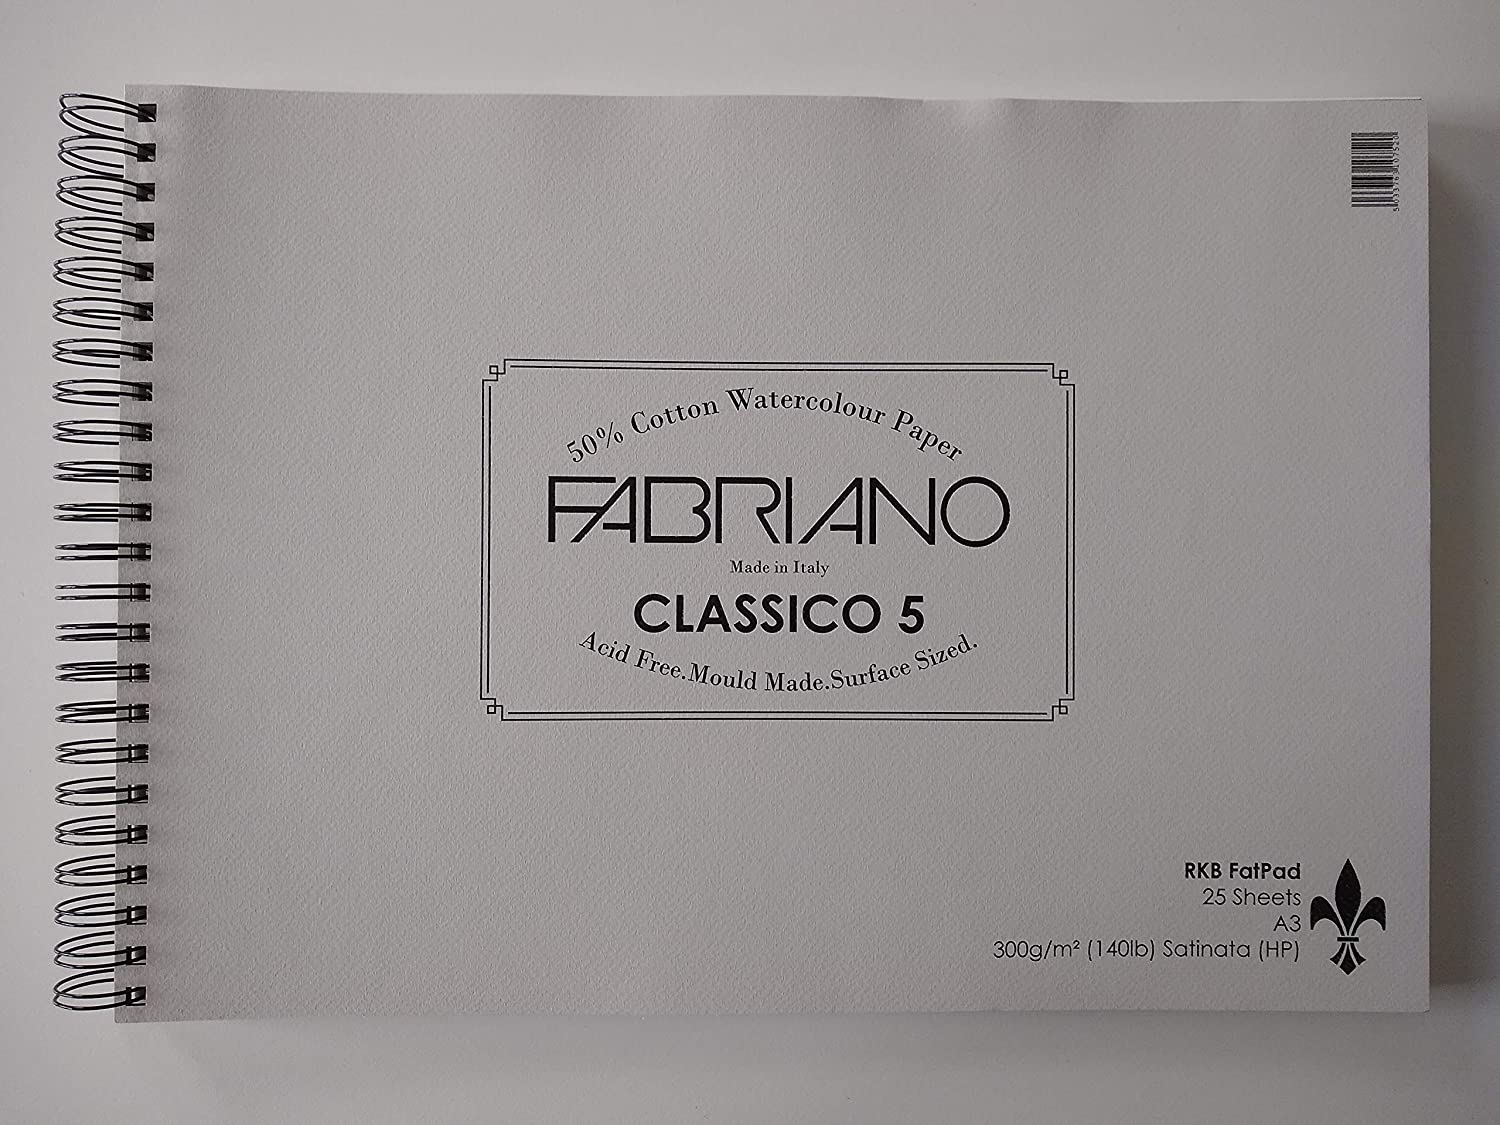 50% Cotton Watercolour Paper
FABRIANO
Made in Italy
CLASSICO 5
Acid Free.Mould Made.Surface Sized.
RKB FatPad
25 Sheets
A3
300g/m² (140lb) Satinata (HP)